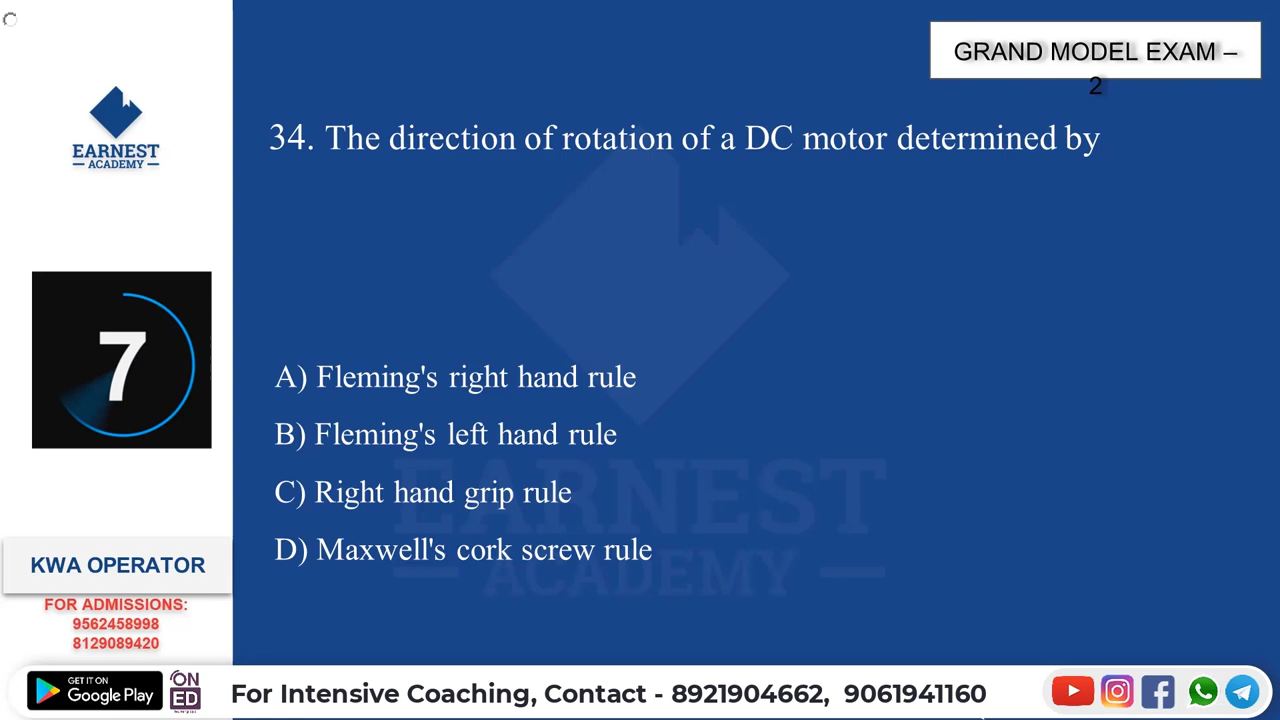 GRAND MODEL EXAM –
2
EARNEST
ACADEMY
34. The direction of rotation of a DC motor determined by
7
A) Fleming's right hand rule
B) Fleming's left hand rule
C) Right hand grip rule
D) Maxwell's cork screw rule
EARNEST
ACADEMY
KWA OPERATOR
FOR ADMISSIONS:
9562458998
8129089420
GET IT ON
Google Play
ON
ED
For Intensive Coaching, Contact - 8921904662, 9061941160